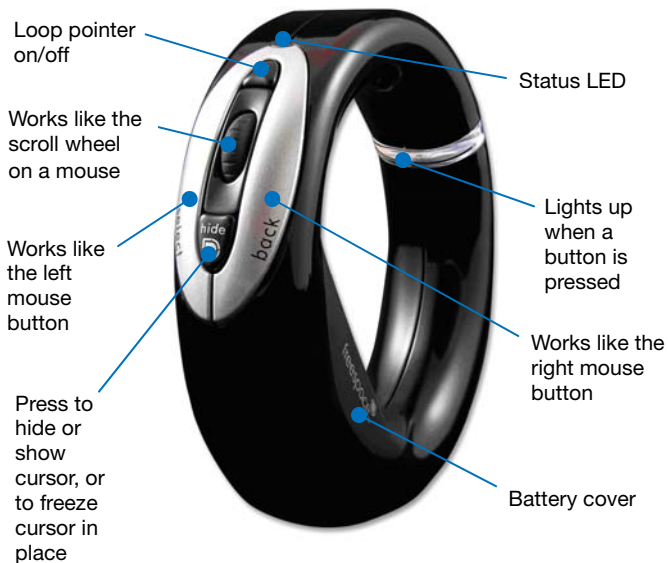 Loop pointer
on/off
Status LED
Works like the
scroll wheel
on a mouse
Lights up
when a
button is
pressed
hide
select
back
Works like
the left
mouse
button
Works like the
right mouse
button
freespace
Press to
hide or
show
cursor, or
to freeze
cursor in
place
Battery cover